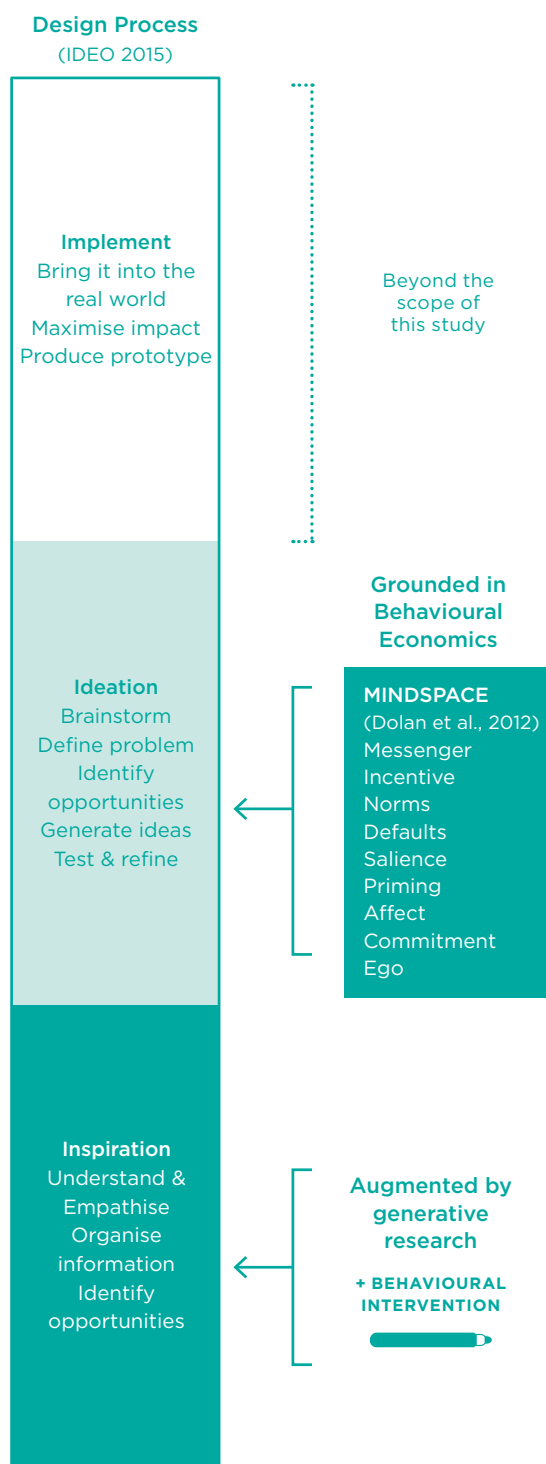 Design Process
(IDEO 2015)
Implement
Bring it into the
real world
Maximise impact
Produce prototype
Beyond the
scope of
this study
Ideation
Brainstorm
Define problem
Identify
opportunities
Generate ideas
Test & refine
Grounded in
Behavioural
Economics
MINDSPACE
(Dolan et al., 2012)
Messenger
Incentive
Norms
Defaults
Salience
Priming
Affect
Commitment
Ego
Inspiration
Understand &
Empathise
Organise
information
Identify
opportunities
Augmented by
generative
research
+ BEHAVIOURAL
INTERVENTION